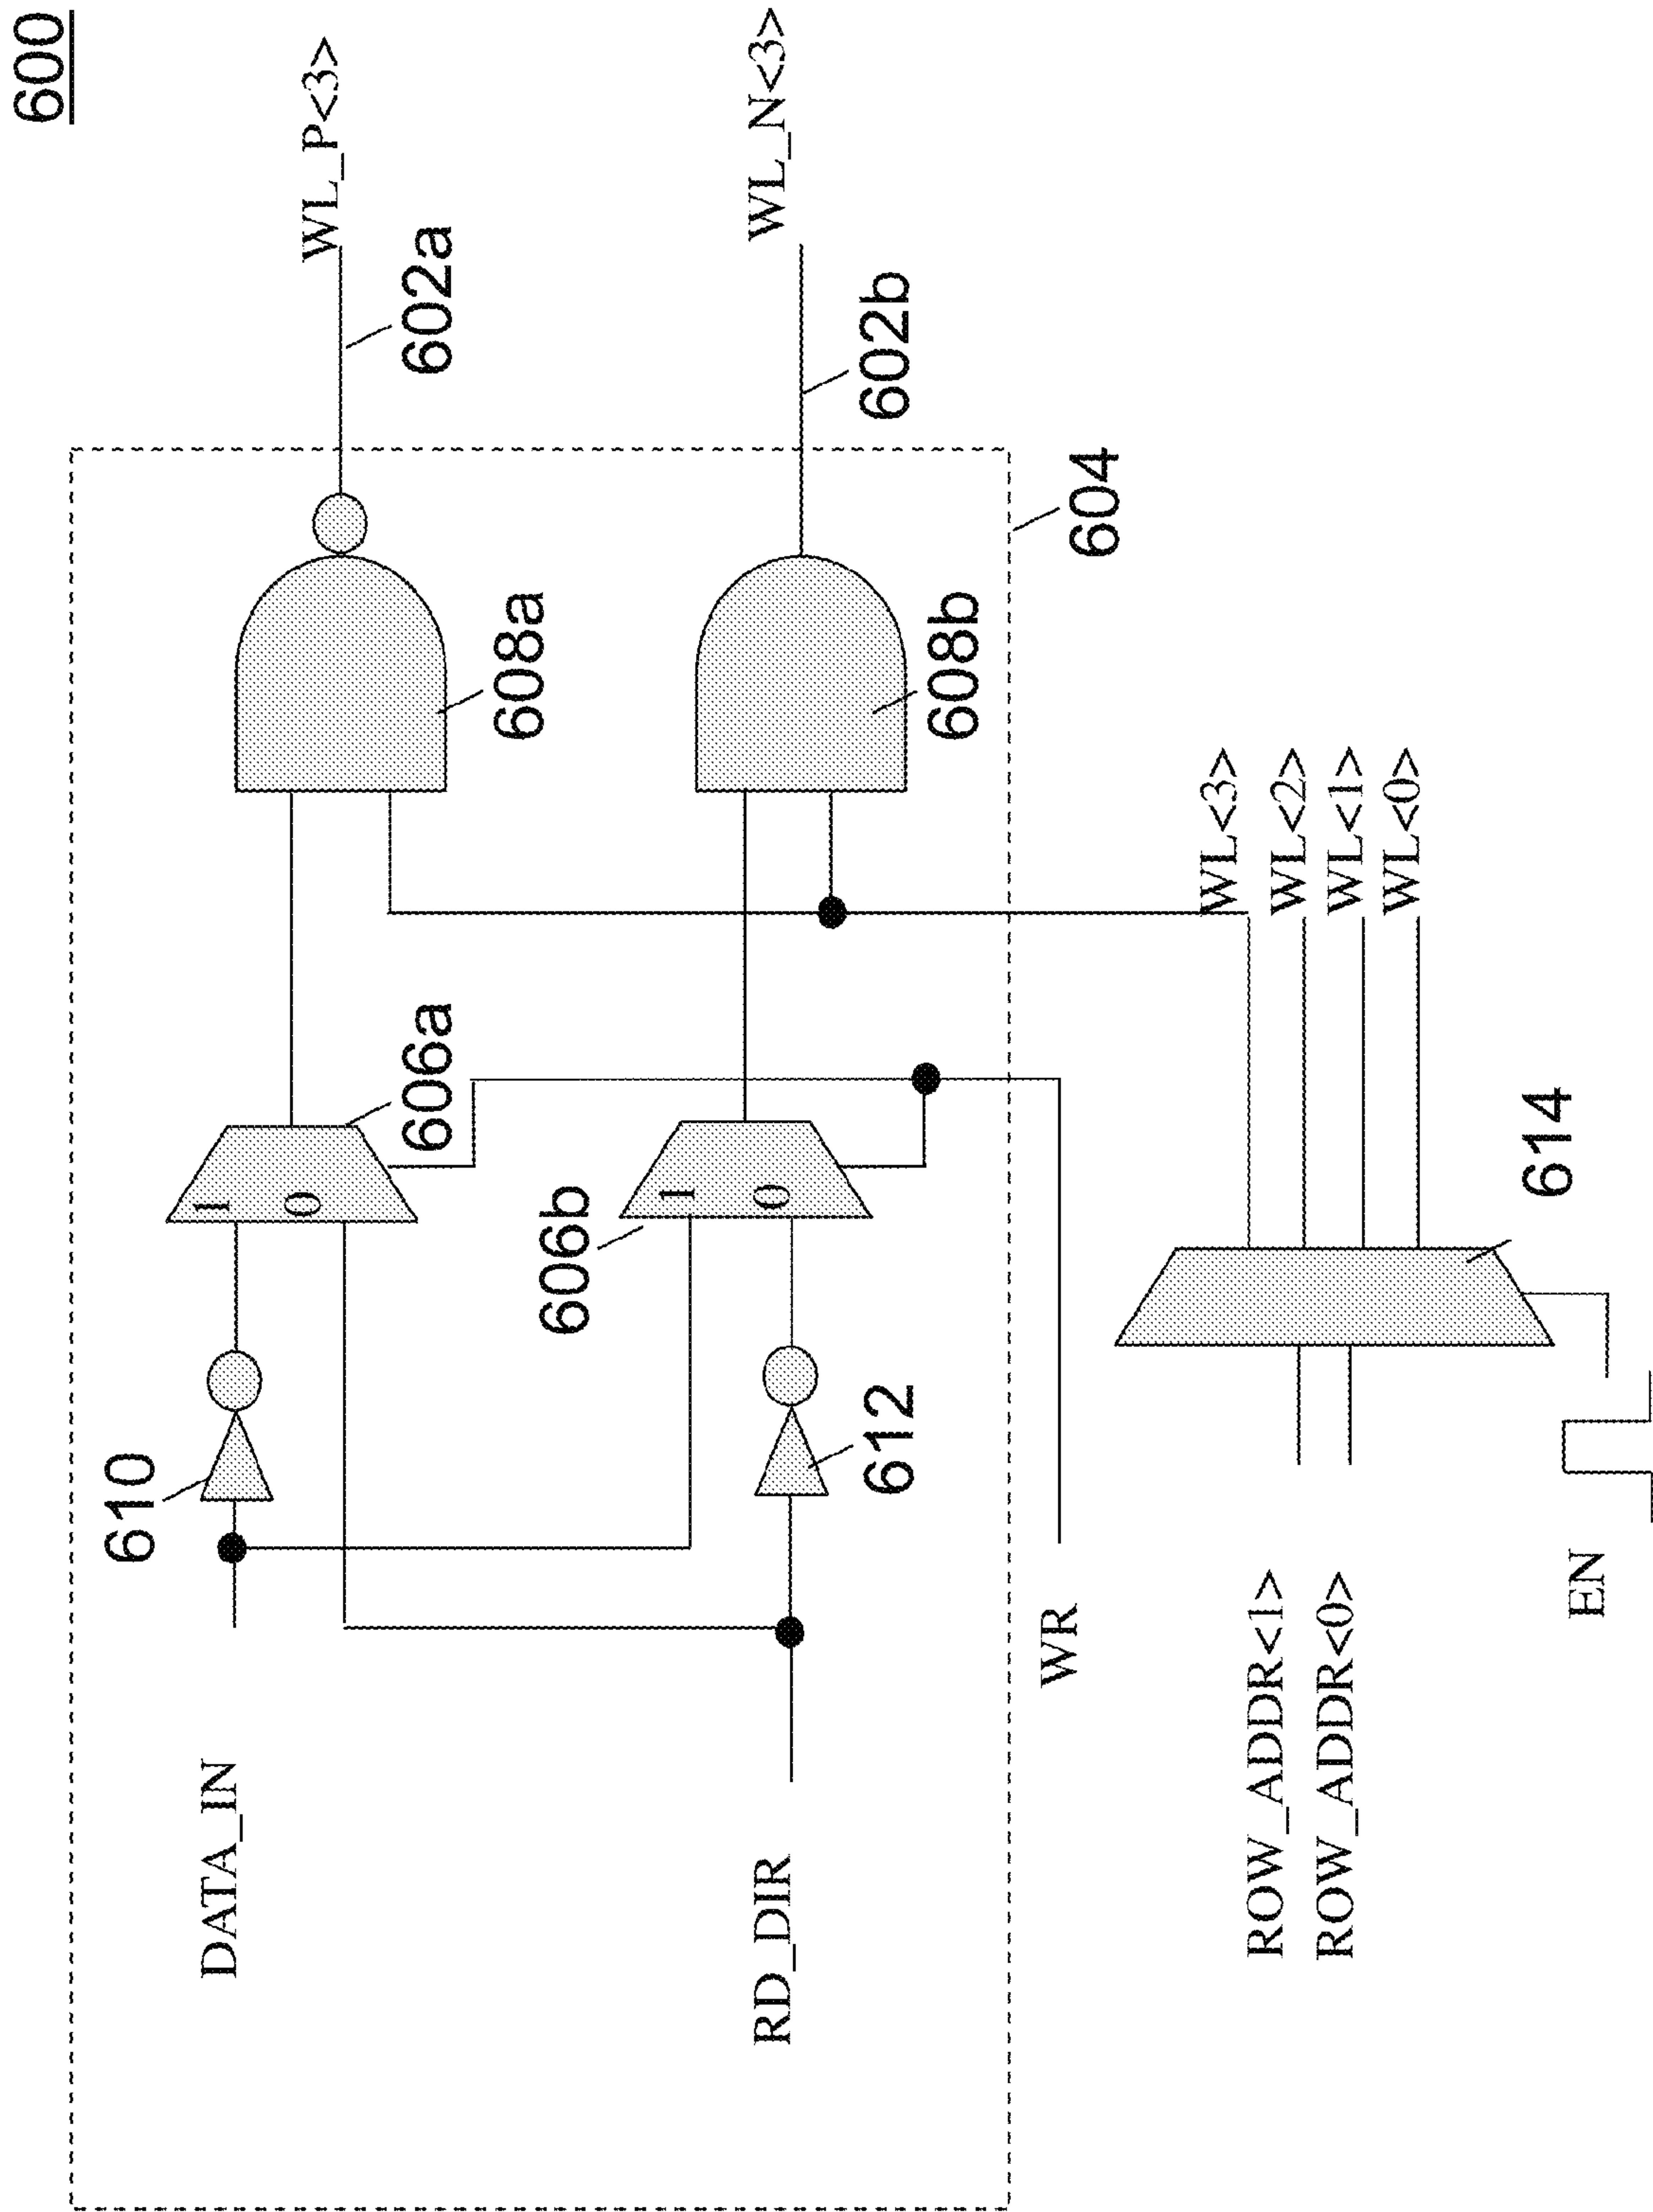 600
WL_P<3>
602a
WL_N<3>
602b
604
608a
608b
WL<3>
WL<2>
WL<1>
WL<0>
606a
1
0
606b
1
0
614
610
612
DATA_IN
RD_DIR
WR
ROW_ADDR<1>
ROW_ADDR<0>
EN